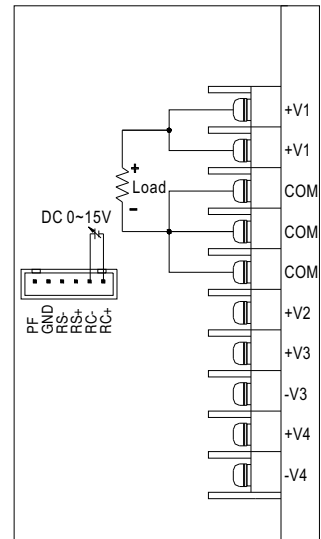 +V1
+V1
+
Load
-
COM
DC 0~15V
COM
COM
PF
GND
RS-
RS+
RC-
RC+
+V2
+V3
-V3
+V4
-V4